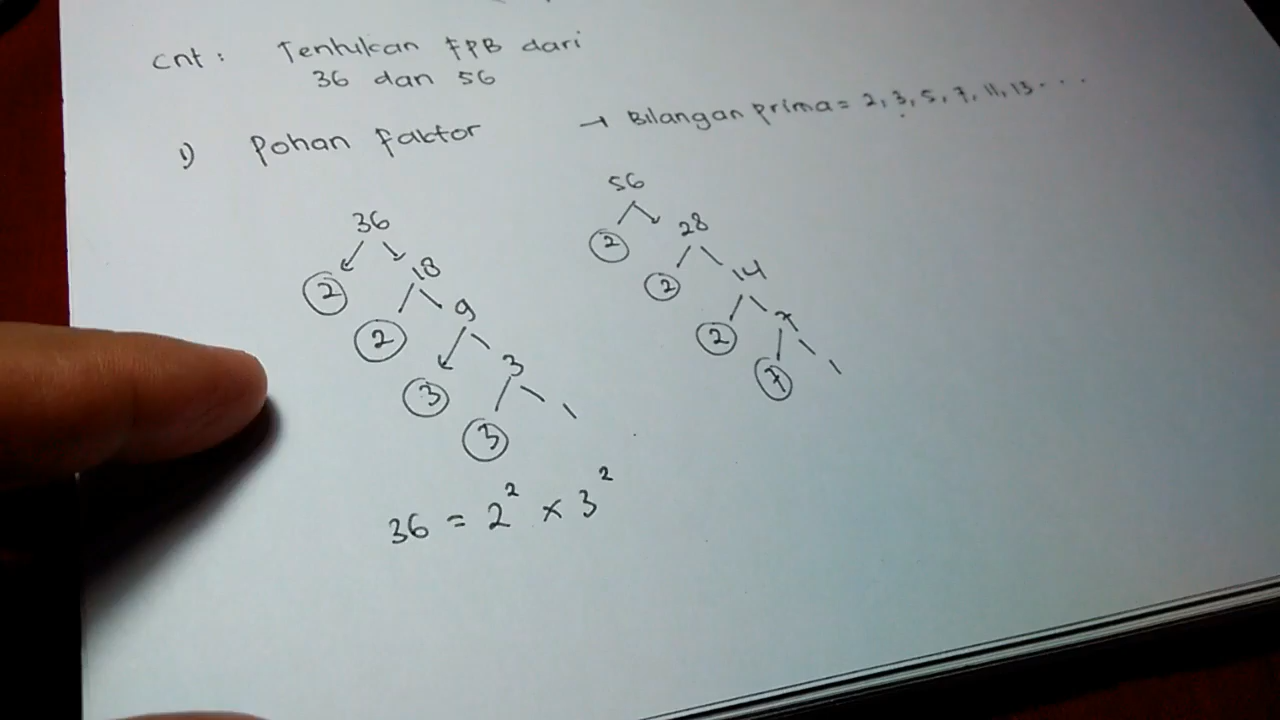 cnt : Tentukan FPB dari
36 dan 56
→ Bilangan prima = 2, 3, 5, 7, 11, 13 . . .
1) Pohan faktor
36
2 18
2 9
3 3
3 1
56
2 28
2 14
2 7
7 1
36 = 2² × 3²